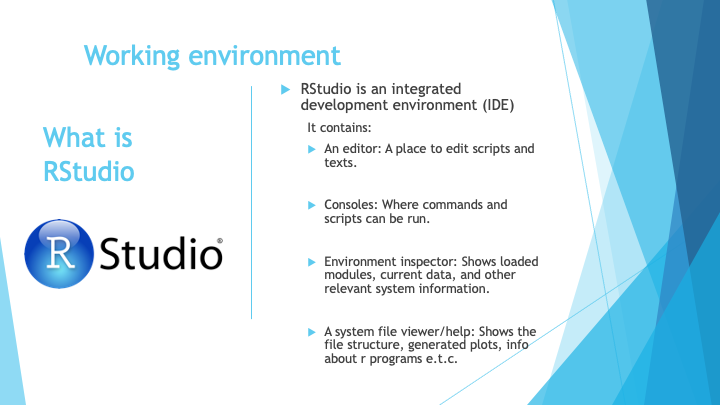 Working environment
What is
RStudio
R Studio®
RStudio is an integrated
development environment (IDE)
It contains:
An editor: A place to edit scripts and
texts.
Consoles: Where commands and
scripts can be run.
Environment inspector: Shows loaded
modules, current data, and other
relevant system information.
A system file viewer/help: Shows the
file structure, generated plots, info
about r programs e.t.c.